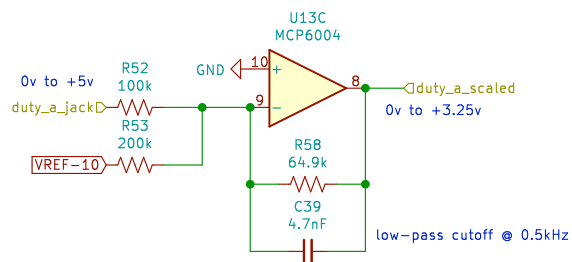 U13C
MCP6004
GND
10
+
8
9
-
0v to +5v
R52
100k
duty_a_jack
duty_a_scaled
0v to +3.25v
R53
200k
VREF-10
R58
64.9k
C39
4.7nF
low-pass cutoff @ 0.5kHz